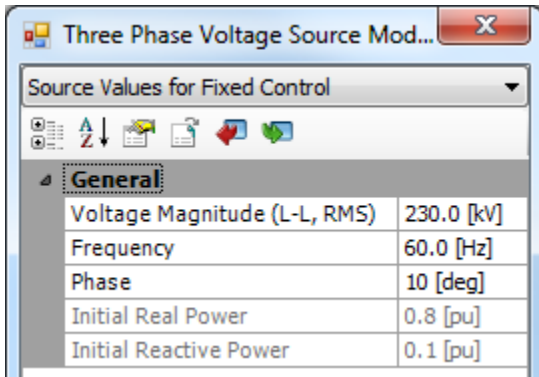 Three Phase Voltage Source Mod...
Source Values for Fixed Control
General
Voltage Magnitude (L-L, RMS) 230.0 [kV]
Frequency 60.0 [Hz]
Phase 10 [deg]
Initial Real Power 0.8 [pu]
Initial Reactive Power 0.1 [pu]